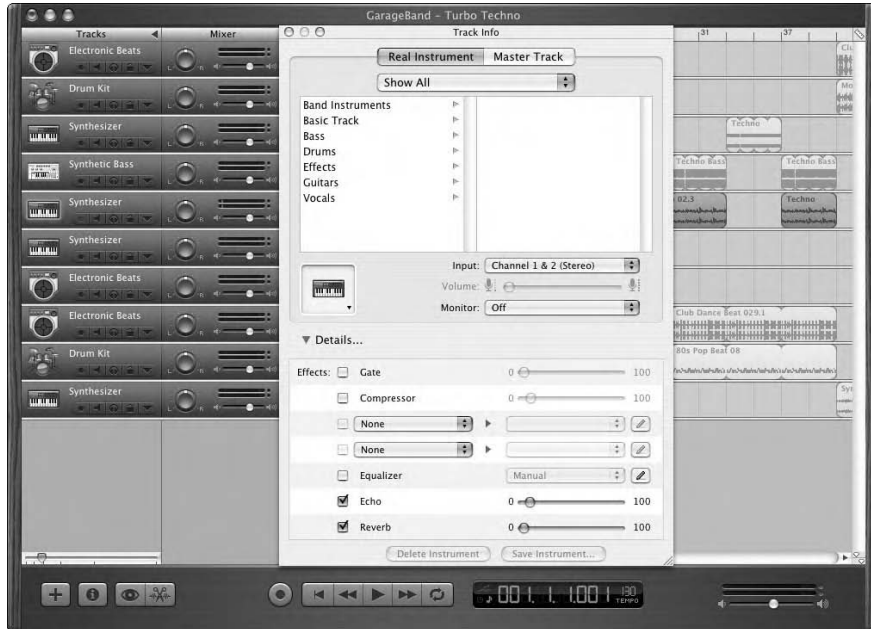 GarageBand – Turbo Techno
Tracks
Mixer
Track Info
31
37
Real Instrument
Master Track
Show All
Band Instruments
Basic Track
Bass
Drums
Effects
Guitars
Vocals
Input: Channel 1 & 2 (Stereo)
Volume:
Monitor: Off
Details...
Effects:
Gate 0 100
Compressor 0 100
None
None
Equalizer Manual
Echo 0 100
Reverb 0 100
Delete Instrument
Save Instrument...
Electronic Beats
Drum Kit
Synthesizer
Synthetic Bass
Synthesizer
Synthesizer
Electronic Beats
Electronic Beats
Drum Kit
Synthesizer
Techno
Techno Bass
Techno Bass
02.3
Techno
Club Dance Beat 029.1
80s Pop Beat 08
001. 1. 1.001
130
TEMPO